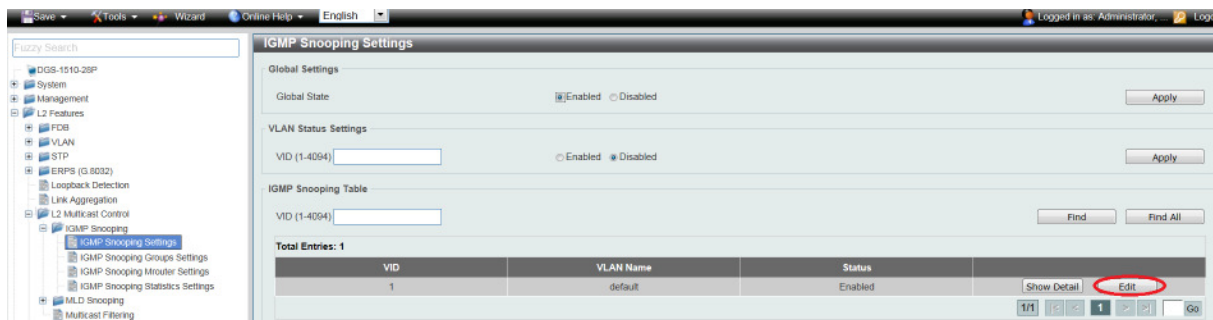 Save Tools Wizard Online Help English Logged in as: Administrator, ... Logo
Fuzzy Search
DGS-1510-28P
System
Management
L2 Features
FDB
VLAN
STP
ERPS (G.8032)
Loopback Detection
Link Aggregation
L2 Multicast Control
IGMP Snooping
IGMP Snooping Settings
IGMP Snooping Groups Settings
IGMP Snooping Mrouter Settings
IGMP Snooping Statistics Settings
MLD Snooping
Multicast Filtering
IGMP Snooping Settings
Global Settings
Global State Enabled Disabled Apply
VLAN Status Settings
VID (1-4094) Enabled Disabled Apply
IGMP Snooping Table
VID (1-4094) Find Find All
Total Entries: 1
VID VLAN Name Status
1 default Enabled Show Detail Edit
1/1 |< < 1 > >| Go